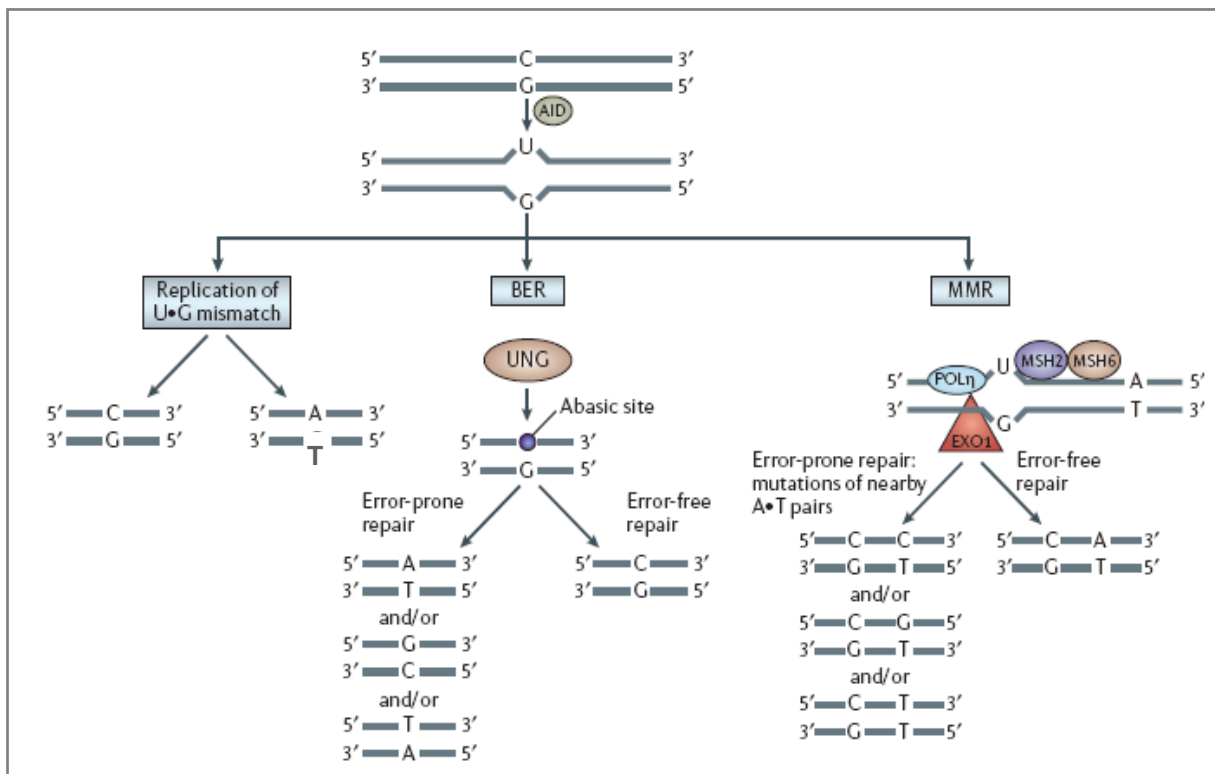 5′ C 3′
3′ G 5′
AID
U
5′ 3′
3′ 5′
G
Replication of
U•G mismatch
BER
MMR
5′ C 3′
3′ G 5′
5′ A 3′
3′ 5′
T
UNG
Abasic site
5′ 3′
3′ G 5′
Error-prone
repair
Error-free
repair
5′ A 3′
3′ T 5′
and/or
5′ G 3′
3′ C 5′
and/or
5′ T 3′
3′ A 5′
5′ C 3′
3′ G 5′
U
MSH2 MSH6
POLη
5′ A 5′
3′ T 3′
G
EXO1
Error-prone repair:
mutations of nearby
A•T pairs
Error-free
repair
5′ C C 3′
3′ G T 5′
and/or
5′ C G 5′
3′ G T 3′
and/or
5′ C T 3′
3′ G T 5′
5′ C A 3′
3′ G T 5′